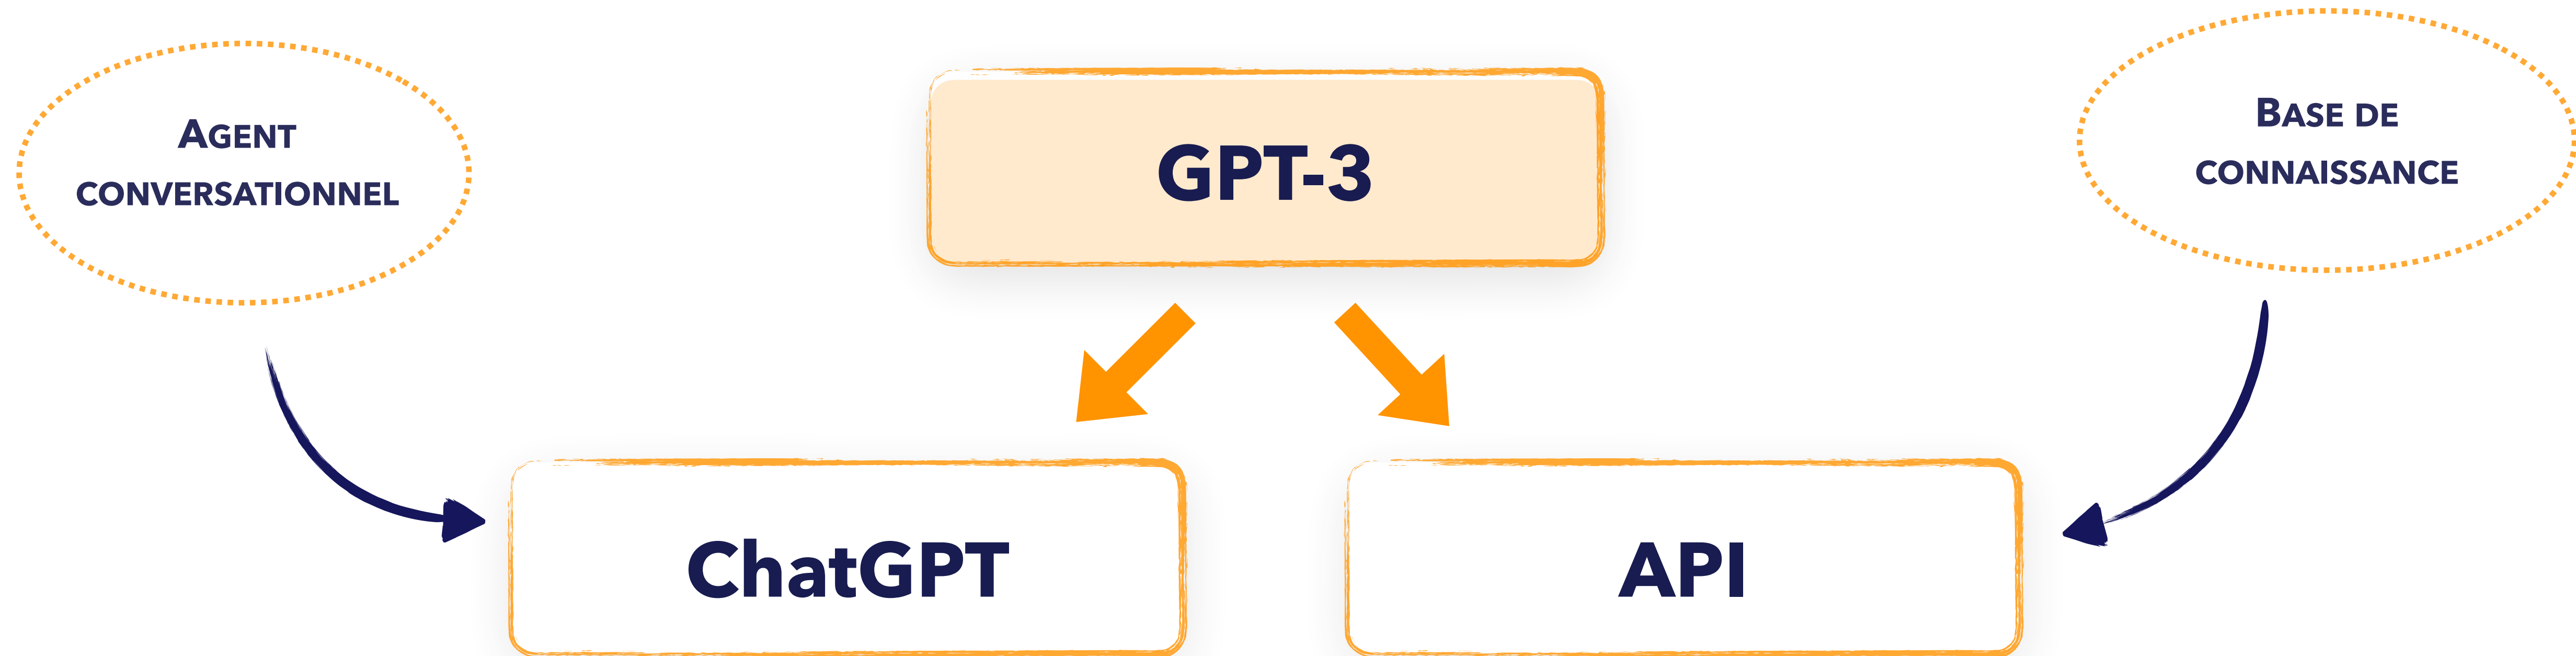 AGENT
CONVERSATIONNEL
GPT-3
BASE DE
CONNAISSANCE
ChatGPT
API